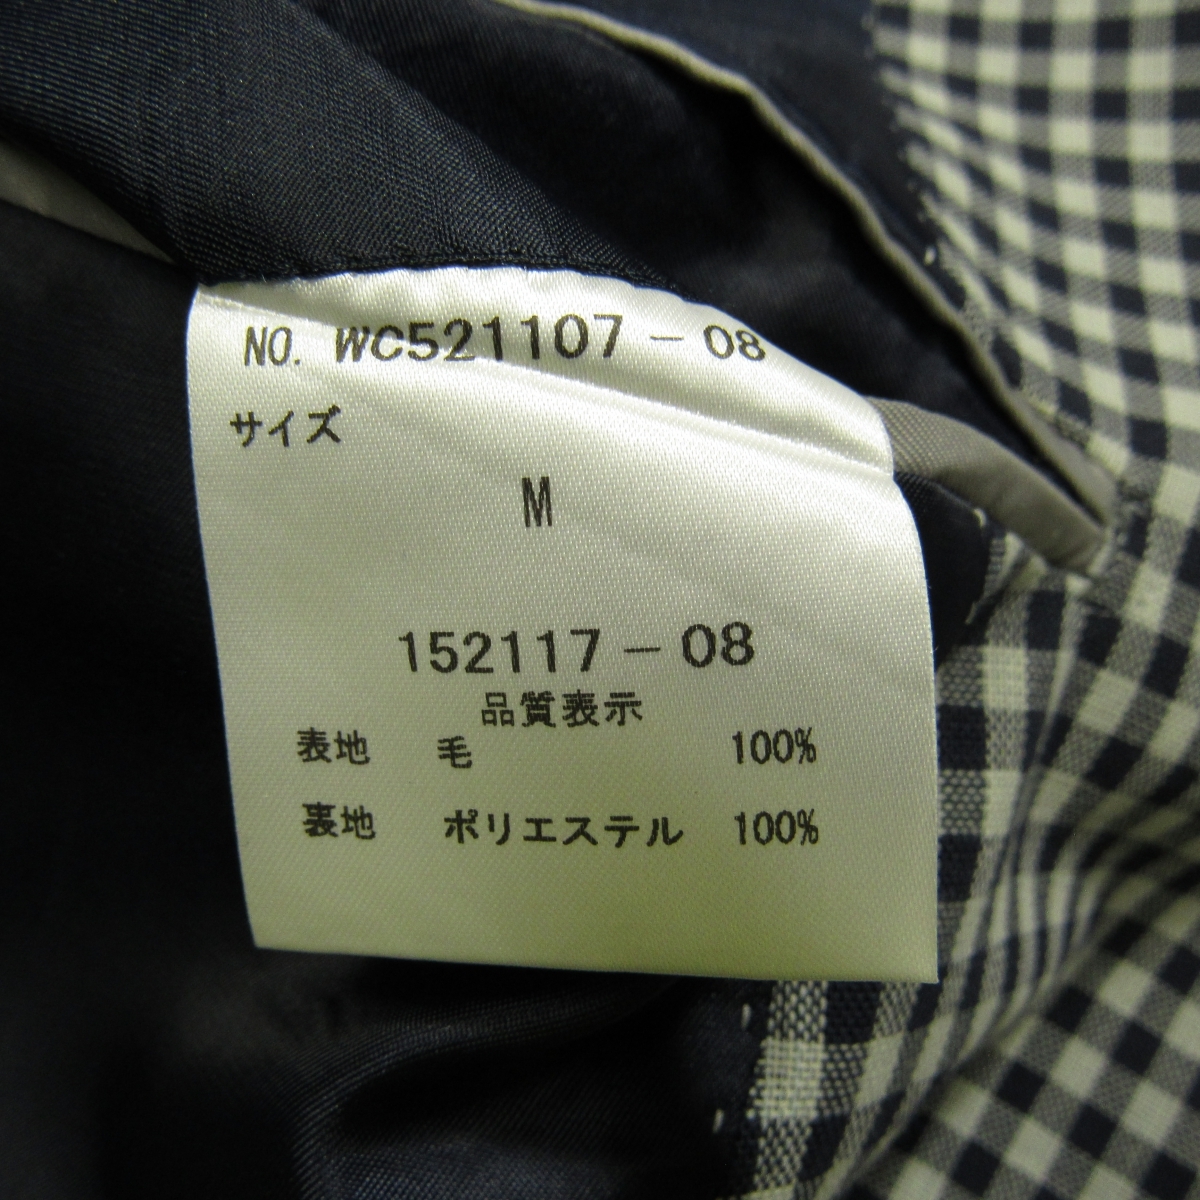 NO. WC521107-08
サイズ
M
152117-08
品質表示
表地 毛 100%
裏地 ポリエステル 100%